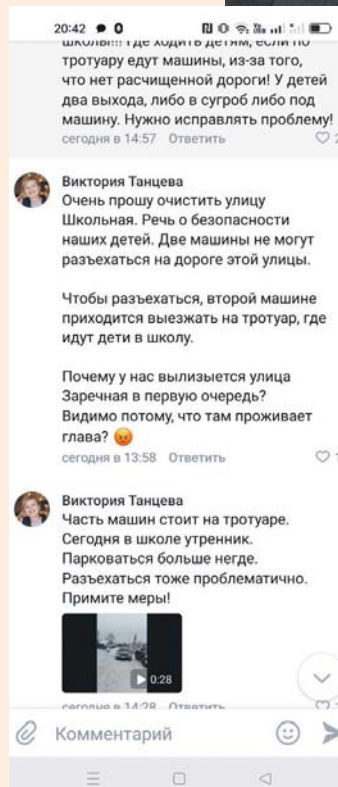 20:42
школы!!! Где ходить детям, если по
тротуару едут машины, из-за того,
что нет расчищенной дороги! У детей
два выхода, либо в сугроб либо под
машину. Нужно исправлять проблему!
сегодня в 14:57 Ответить
Виктория Танцева
Очень прошу очистить улицу
Школьная. Речь о безопасности
наших детей. Две машины не могут
разъехаться на дороге этой улицы.
Чтобы разъехаться, второй машине
приходится выезжать на тротуар, где
идут дети в школу.
Почему у нас вылизыется улица
Заречная в первую очередь?
Видимо потому, что там проживает
глава? 😡
сегодня в 13:58 Ответить
Виктория Танцева
Часть машин стоит на тротуаре.
Сегодня в школе утренник.
Парковаться больше негде.
Разъехаться тоже проблематично.
Примите меры!
0:28
сегодня в 14:28 Ответить
Комментарий